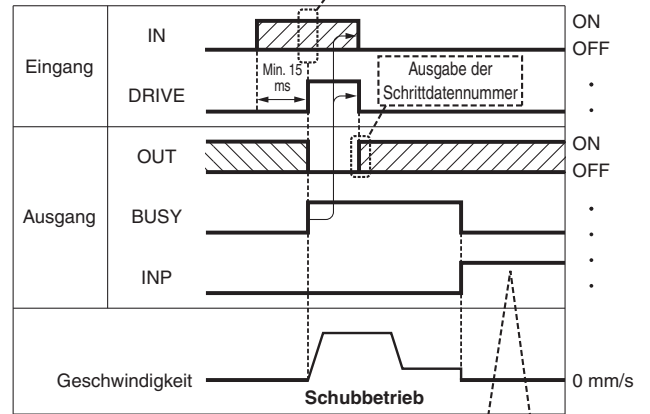 IN
ON
OFF
Eingang
Min. 15
ms
Ausgabe der
Schrittdatennummer
DRIVE
OUT
ON
OFF
Ausgang
BUSY
INP
Geschwindigkeit
0 mm/s
Schubbetrieb